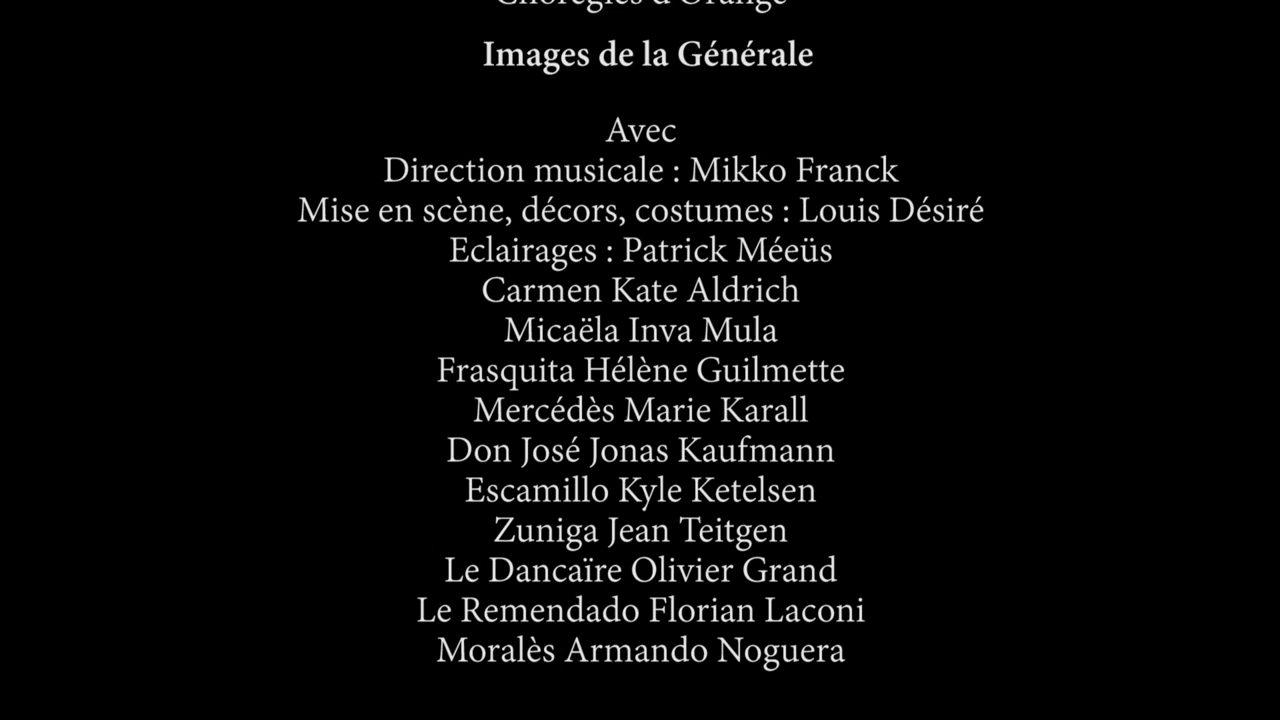 Chorégies d'Orange
Images de la Générale
Avec
Direction musicale : Mikko Franck
Mise en scène, décors, costumes : Louis Désiré
Eclairages : Patrick Méeüs
Carmen Kate Aldrich
Micaëla Inva Mula
Frasquita Hélène Guilmette
Mercédès Marie Karall
Don José Jonas Kaufmann
Escamillo Kyle Ketelsen
Zuniga Jean Teitgen
Le Dancaïre Olivier Grand
Le Remendado Florian Laconi
Moralès Armando Noguera